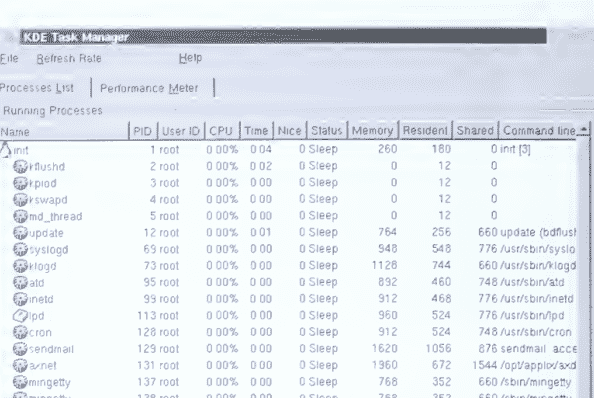 KDE Task Manager
File Refresh Rate Help
Processes List Performance Meter
Running Processes
Name PID User ID CPU Time Nice Status Memory Resident Shared Command line
init 1 root 0.00% 0:04 0 Sleep 260 180 0 init [3]
kflushd 2 root 0.00% 0:02 0 Sleep 0 12 0
kpiod 3 root 0.00% 0:00 0 Sleep 0 12 0
kswapd 4 root 0.00% 0:00 0 Sleep 0 12 0
md_thread 5 root 0.00% 0:00 0 Sleep 0 12 0
update 12 root 0.00% 0:01 0 Sleep 764 256 660 update (bdflush
syslogd 69 root 0.00% 0:00 0 Sleep 948 548 776 /usr/sbin/syslo
klogd 73 root 0.00% 0:00 0 Sleep 1128 744 660 /usr/sbin/klogd
atd 95 root 0.00% 0:00 0 Sleep 892 460 748 /usr/sbin/atd
inetd 99 root 0.00% 0:00 0 Sleep 912 468 776 /usr/sbin/inetd
lpd 113 root 0.00% 0:00 0 Sleep 960 524 776 /usr/sbin/lpd
cron 128 root 0.00% 0:00 0 Sleep 912 524 748 /usr/sbin/cron
sendmail 129 root 0.00% 0:00 0 Sleep 1620 1056 876 sendmail: acce
axnet 131 root 0.00% 0:00 0 Sleep 1960 672 1544 /opt/applix/axd
mingetty 137 root 0.00% 0:00 0 Sleep 768 352 660 /sbin/mingetty